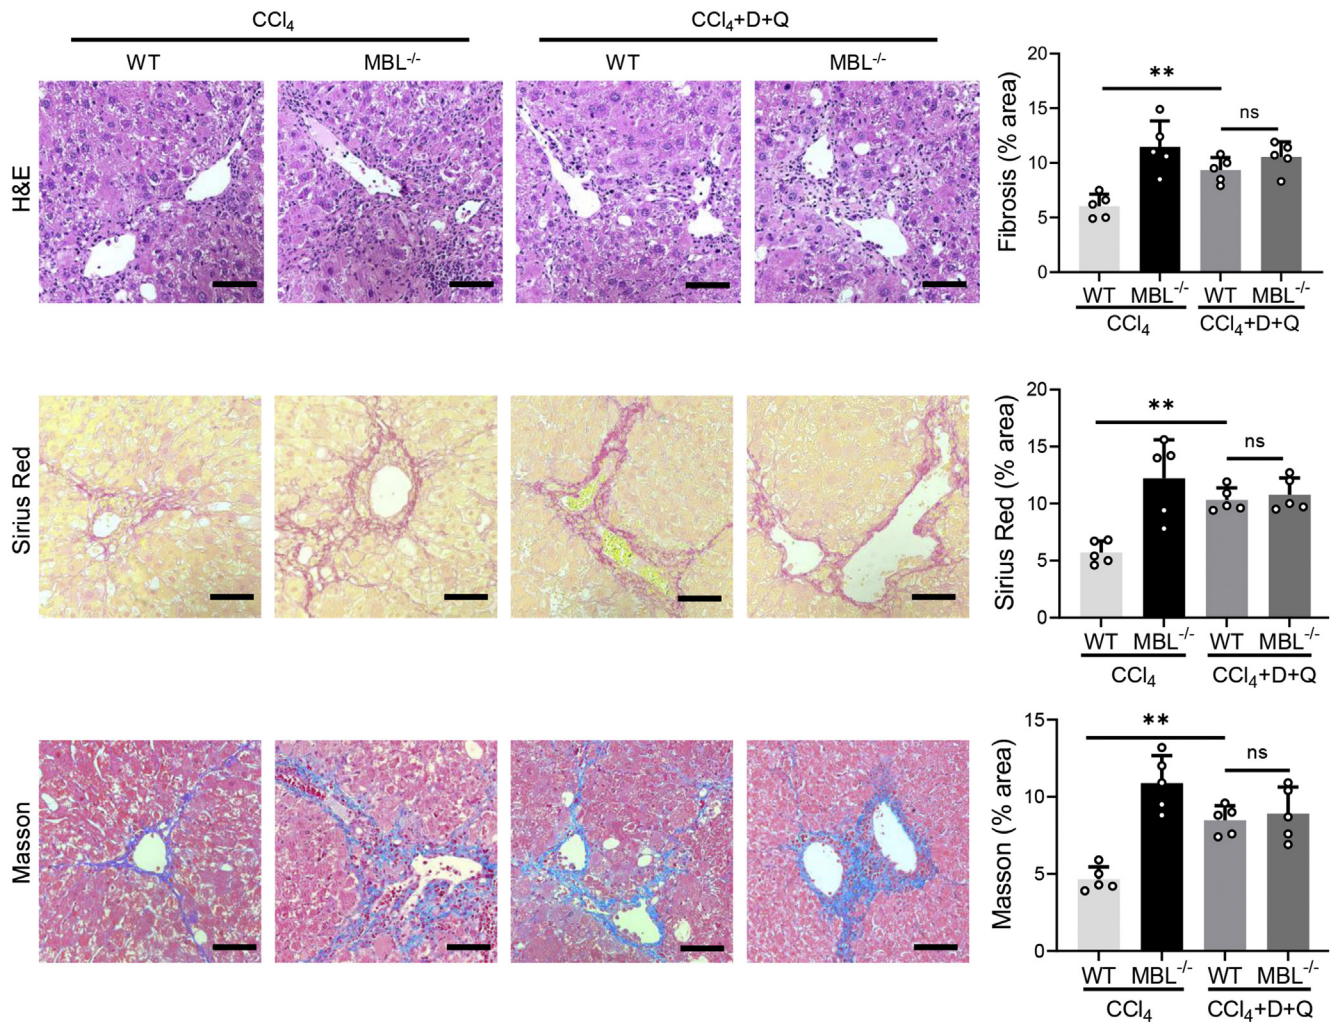 CCl₄ CCl₄+D+Q
WT MBL⁻/⁻ WT MBL⁻/⁻
H&E
Fibrosis (% area)
20
15
10
5
0
**
ns
WT MBL⁻/⁻ WT MBL⁻/⁻
CCl₄ CCl₄+D+Q
Sirius Red
Sirius Red (% area)
20
15
10
5
0
**
ns
WT MBL⁻/⁻ WT MBL⁻/⁻
CCl₄ CCl₄+D+Q
Masson
Masson (% area)
15
10
5
0
**
ns
WT MBL⁻/⁻ WT MBL⁻/⁻
CCl₄ CCl₄+D+Q